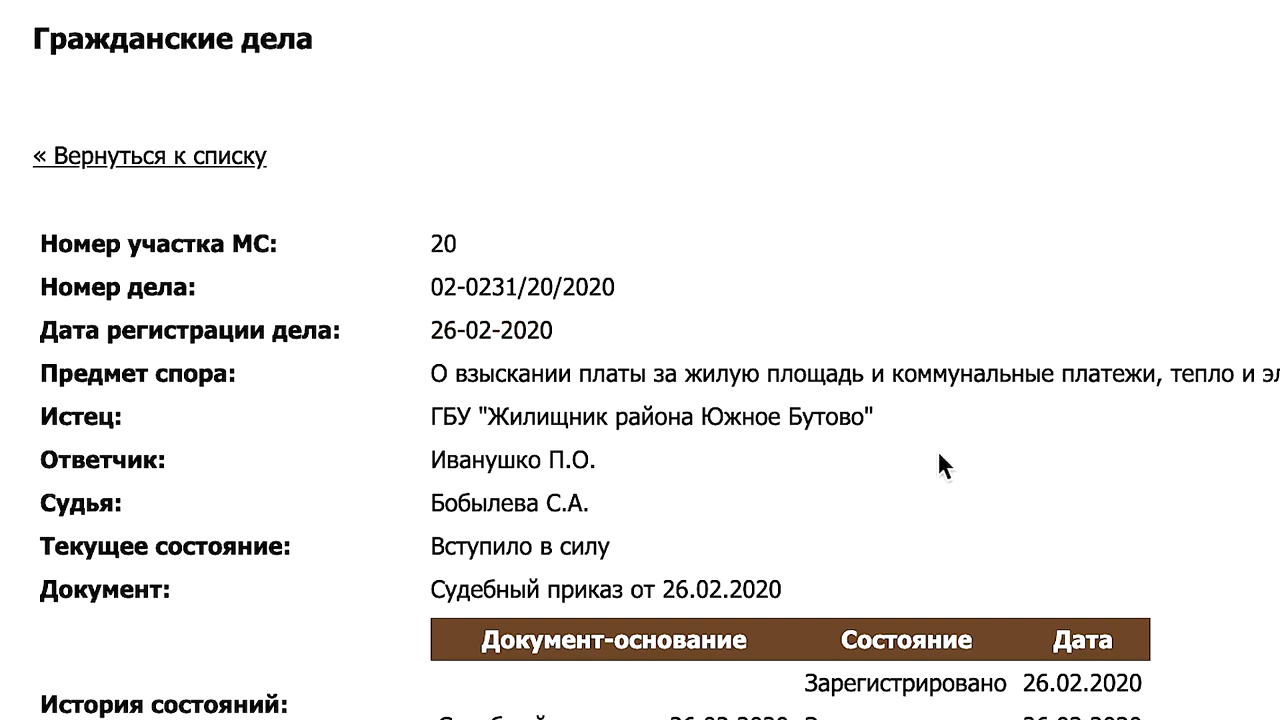 Гражданские дела
« Вернуться к списку
Номер участка МС: 20
Номер дела: 02-0231/20/2020
Дата регистрации дела: 26-02-2020
Предмет спора: О взыскании платы за жилую площадь и коммунальные платежи, тепло и
Истец: ГБУ "Жилищник района Южное Бутово"
Ответчик: Иванушко П.О.
Судья: Бобылева С.А.
Текущее состояние: Вступило в силу
Документ: Судебный приказ от 26.02.2020
Документ-основание Состояние Дата
Зарегистрировано 26.02.2020
История состояний: